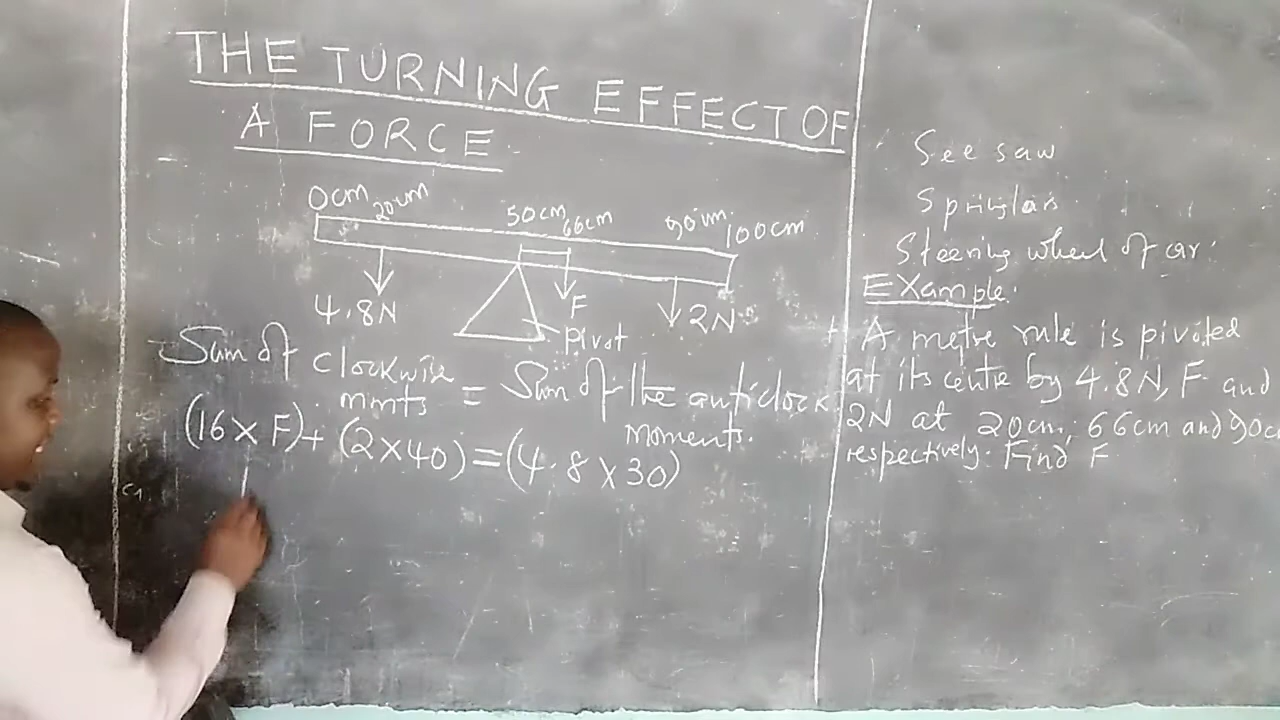 THE TURNING EFFECT OF
A FORCE
0cm 20cm 50cm 66cm 90cm 100cm
4.8N F 2N
pivot
Sum of clockwise mmts = Sum of the anticlock moments.
(16 x F) + (2 x 40) = (4.8 x 30)
See saw
Steering wheel of car
Example.
A metre rule is pivoted
at its centre by 4.8N, F and
2N at 20cm, 66cm and 90cm
respectively. Find F